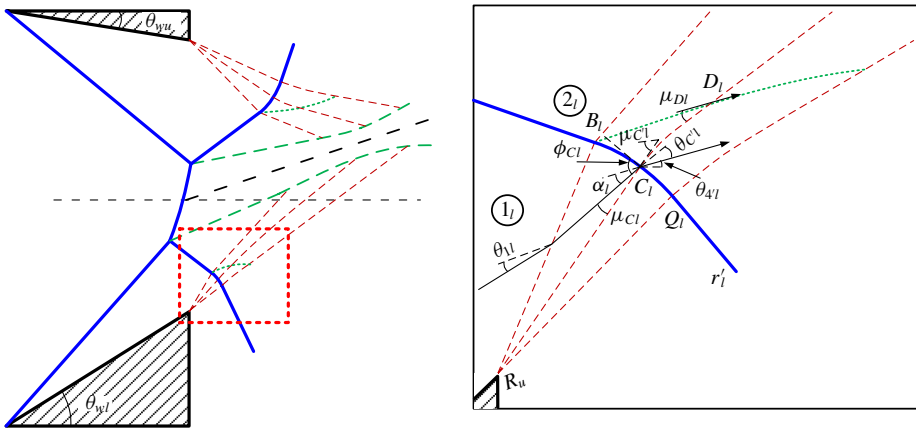 θ_wu
θ_wl
D_l
2_l
μ_Dl
B_l
μ_C'l
θ_C'l
ϕ_Cl
C_l
α_l
θ_4'l
1_l
μ_Cl
Q_l
θ_1l
r'_l
R_u